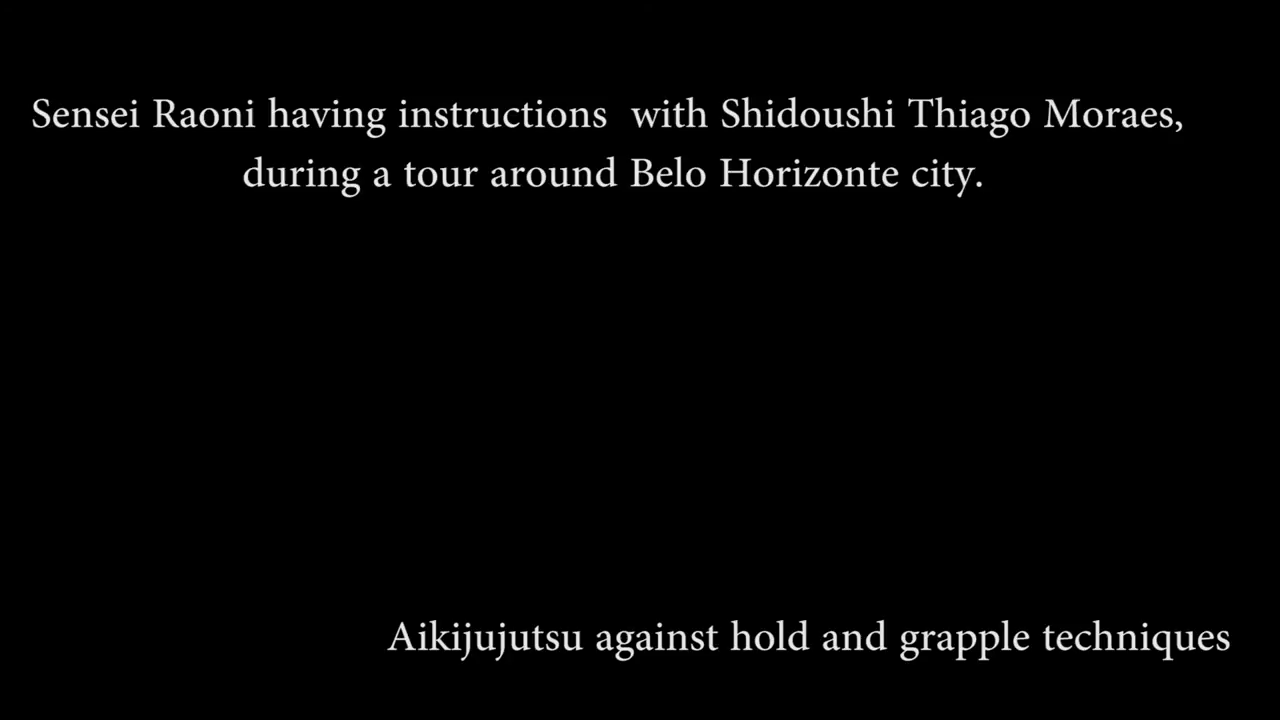 Sensei Raoni having instructions  with Shidoushi Thiago Moraes,
during a tour around Belo Horizonte city.
Aikijujutsu against hold and grapple techniques